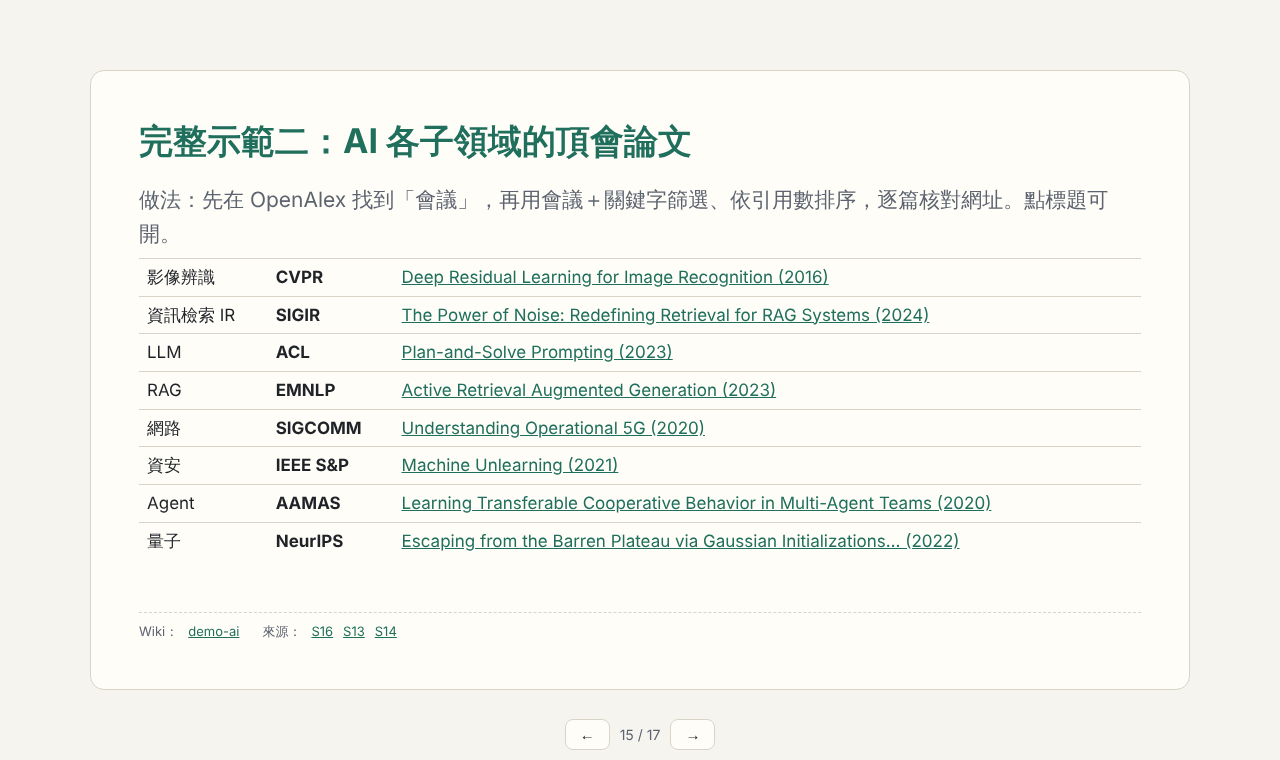 完整示範二：AI 各子領域的頂會論文
做法：先在 OpenAlex 找到「會議」，再用會議＋關鍵字篩選、依引用數排序，逐篇核對網址。點標題可
開。
影像辨識 CVPR Deep Residual Learning for Image Recognition (2016)
資訊檢索 IR SIGIR The Power of Noise: Redefining Retrieval for RAG Systems (2024)
LLM ACL Plan-and-Solve Prompting (2023)
RAG EMNLP Active Retrieval Augmented Generation (2023)
網路 SIGCOMM Understanding Operational 5G (2020)
資安 IEEE S&P Machine Unlearning (2021)
Agent AAMAS Learning Transferable Cooperative Behavior in Multi-Agent Teams (2020)
量子 NeurIPS Escaping from the Barren Plateau via Gaussian Initializations… (2022)
Wiki： demo-ai 來源： S16 S13 S14
← 15 / 17 →